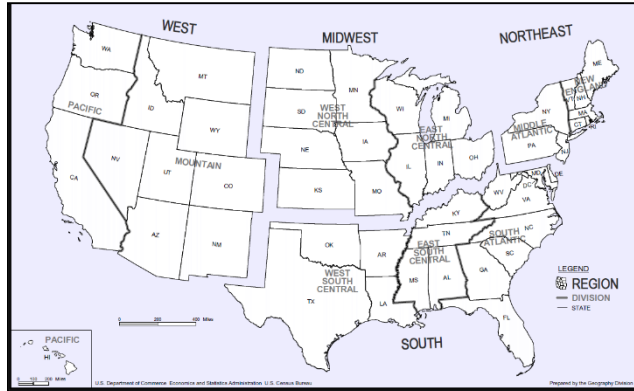 WEST
MIDWEST
NORTHEAST
WA
MT
ND
MN
ME
OR
ID
SD
WI
MI
NY
VT
NH
NEW
ENGLAND
PACIFIC
WY
WEST
NORTH
CENTRAL
EAST
NORTH
CENTRAL
MIDDLE
ATLANTIC
MA
CT
RI
NV
UT
MOUNTAIN
CO
NE
IA
IL
IN
OH
PA
NJ
CA
KS
MO
WV
MD
DE
DC
VA
AZ
NM
OK
AR
KY
TN
NC
SC
SOUTH
ATLANTIC
EAST
SOUTH
CENTRAL
WEST
SOUTH
CENTRAL
TX
LA
MS
AL
GA
FL
SOUTH
LEGEND
REGION
DIVISION
STATE
0 200 400 Miles
PACIFIC
HI
U.S. Department of Commerce Economics and Statistics Administration U.S. Census Bureau
Prepared by the Geography Division